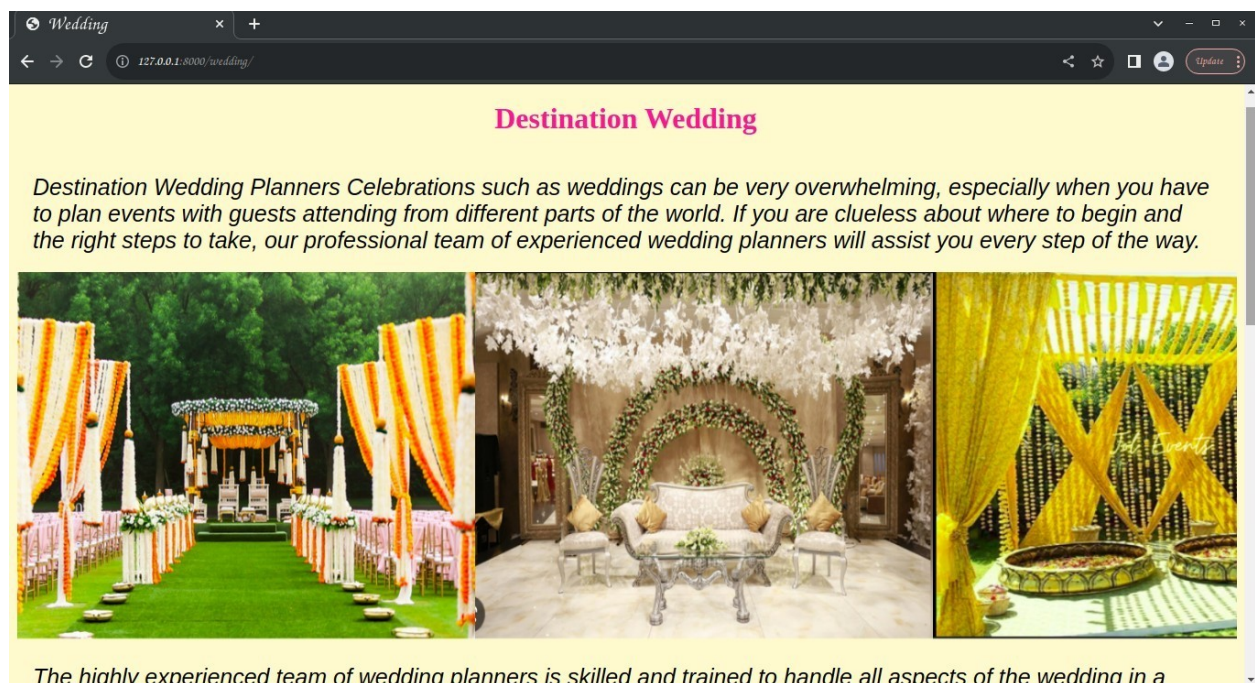 Wedding
127.0.0.1:8000/wedding/
Update
Destination Wedding
Destination Wedding Planners Celebrations such as weddings can be very overwhelming, especially when you have
to plan events with guests attending from different parts of the world. If you are clueless about where to begin and
the right steps to take, our professional team of experienced wedding planners will assist you every step of the way.
Events
The highly experienced team of wedding planners is skilled and trained to handle all aspects of the wedding in a